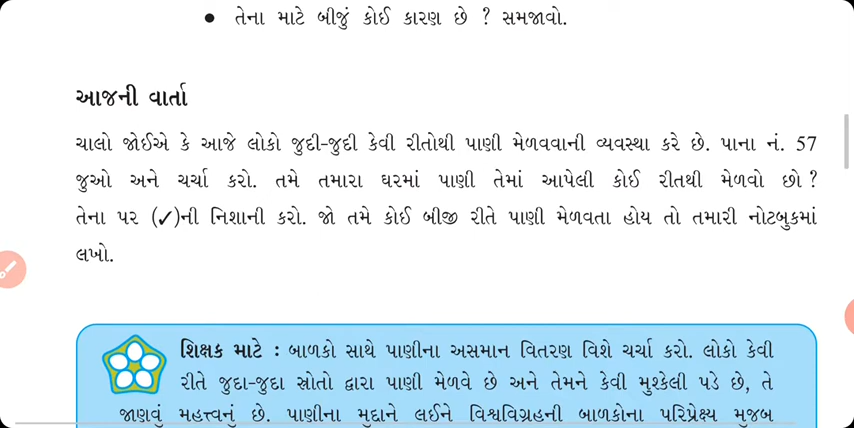 • તેના માટે બીજું કોઈ કારણ છે ? સમજાવો.
આજની વાર્તા
ચાલો જોઈએ કે આજે લોકો જુદી-જુદી કેવી રીતોથી પાણી મેળવવાની વ્યવસ્થા કરે છે. પાના નં. 57
જુઓ અને ચર્ચા કરો. તમે તમારા ઘરમાં પાણી તેમાં આપેલી કોઈ રીતથી મેળવો છો ?
તેના પર (✓)ની નિશાની કરો. જો તમે કોઈ બીજી રીતે પાણી મેળવતા હોય તો તમારી નોટબુકમાં
લખો.
શિક્ષક માટે : બાળકો સાથે પાણીના અસમાન વિતરણ વિશે ચર્ચા કરો. લોકો કેવી
રીતે જુદા-જુદા સ્રોતો દ્વારા પાણી મેળવે છે અને તેમને કેવી મુશ્કેલી પડે છે, તે
જાણવું મહત્ત્વનું છે. પાણીના મુદ્દાને લઈને વિશ્વવિગ્રહની બાળકોના પરિપ્રેક્ષ્ય મુજબ